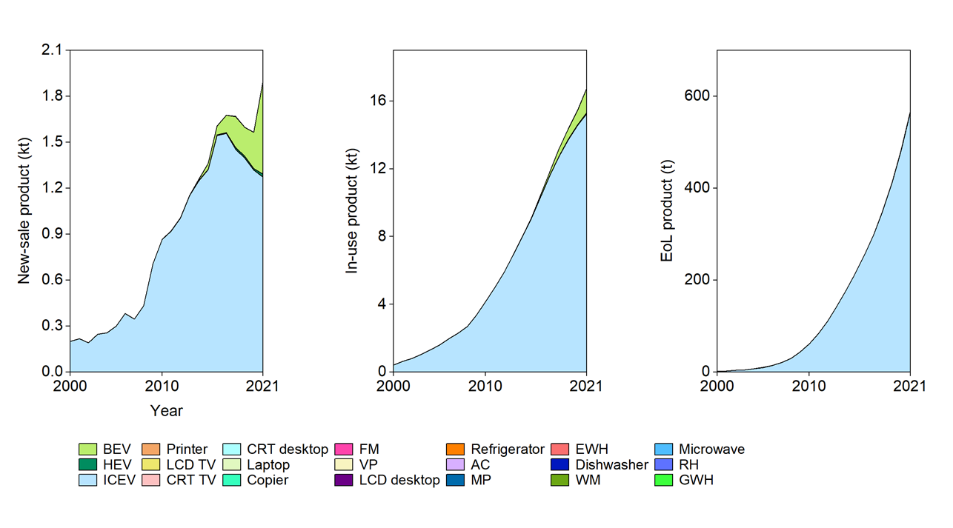 New-sale product (kt)
2.1
1.8
1.5
1.2
0.9
0.6
0.3
0.0
2000 2010 2021
Year
In-use product (kt)
16
12
8
4
0
2000 2010 2021
EoL product (t)
600
400
200
0
2000 2010 2021
BEV Printer CRT desktop FM Refrigerator EWH Microwave
HEV LCD TV Laptop VP AC Dishwasher RH
ICEV CRT TV Copier LCD desktop MP WM GWH